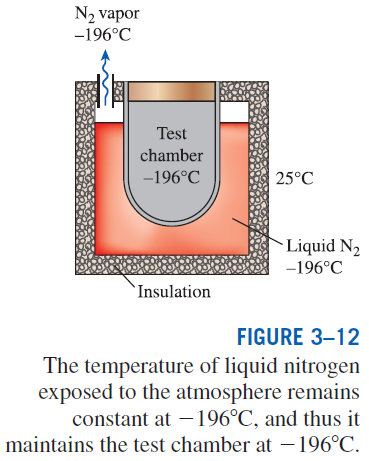 N₂ vapor
–196°C
Test
chamber
–196°C
25°C
Liquid N₂
–196°C
Insulation
FIGURE 3–12
The temperature of liquid nitrogen
exposed to the atmosphere remains
constant at −196°C, and thus it
maintains the test chamber at −196°C.